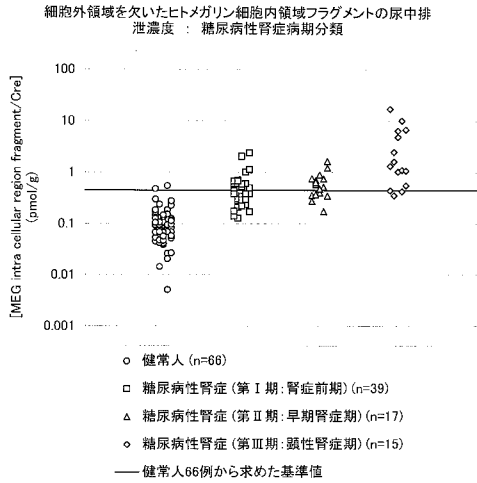 細胞外領域を欠いたヒトメガリン細胞内領域フラグメントの尿中排
泄濃度 ： 糖尿病性腎症病期分類
[MEG intra cellular region fragment/Cre]
(pmol/g)
100
10
1
0.1
0.01
0.001
○ 健常人 (n=66)
□ 糖尿病性腎症 (第Ⅰ期：腎症前期) (n=39)
△ 糖尿病性腎症 (第Ⅱ期：早期腎症期) (n=17)
◇ 糖尿病性腎症 (第Ⅲ期：顕性腎症期) (n=15)
── 健常人66例から求めた基準値